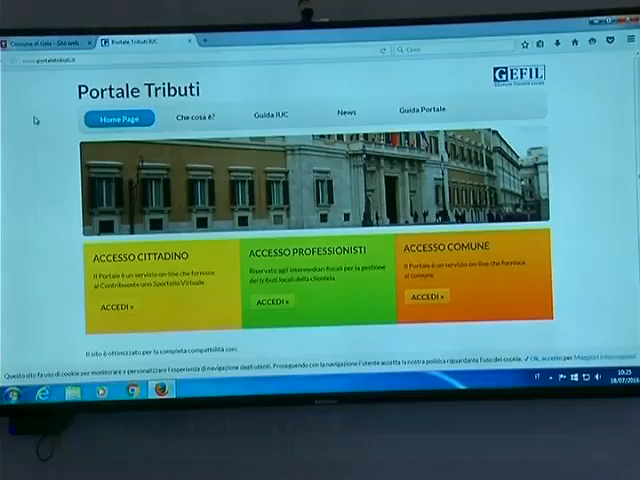 Comune di Gela - Sito web...
Portale Tributi IUC
www.portaletributi.it
Cerca
Portale Tributi
GEFIL
Home Page
Che cosa è?
Guida IUC
News
Guida Portale
ACCESSO CITTADINO
Il Portale è un servizio on-line che fornisce
al Contribuente uno Sportello Virtuale
ACCEDI »
ACCESSO PROFESSIONISTI
Riservato agli intermediari fiscali per la gestione
dei tributi locali della clientela
ACCEDI »
ACCESSO COMUNE
Il Portale è un servizio on-line che fornisce
al comune
ACCEDI »
Il sito è ottimizzato per la completa compatibilità con:
Questo sito fa uso di cookie per monitorare e personalizzare l'esperienza di navigazione degli utenti. Proseguendo con la navigazione l'utente accetta la nostra politica riguardante l'uso dei cookie. ✓ Ok, accetto per Maggiori Informazioni
IT
10:25
18/07/2016